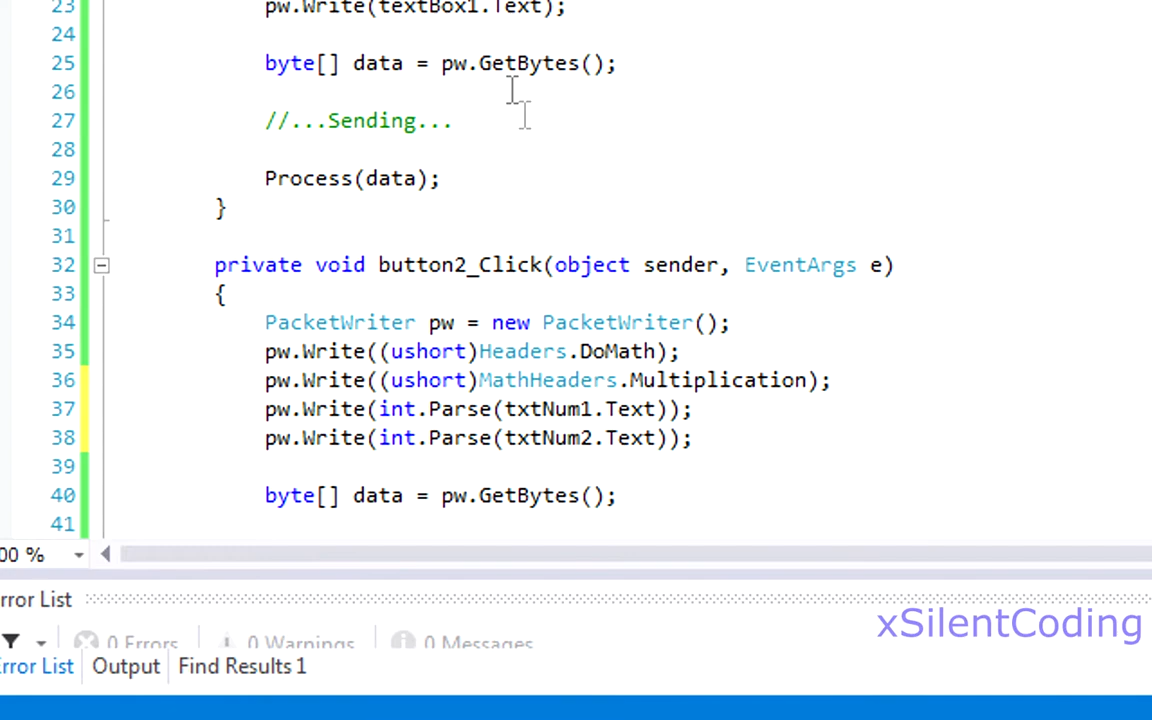 23 pw.Write(textBox1.Text);
24
25 byte[] data = pw.GetBytes();
26
27 //...Sending...
28
29 Process(data);
30 }
31
32 private void button2_Click(object sender, EventArgs e)
33 {
34 PacketWriter pw = new PacketWriter();
35 pw.Write((ushort)Headers.DoMath);
36 pw.Write((ushort)MathHeaders.Multiplication);
37 pw.Write(int.Parse(txtNum1.Text));
38 pw.Write(int.Parse(txtNum2.Text));
39
40 byte[] data = pw.GetBytes();
41
00 %
rror List
xSilentCoding
0 Errors 0 Warnings 0 Messages
Error List Output Find Results 1